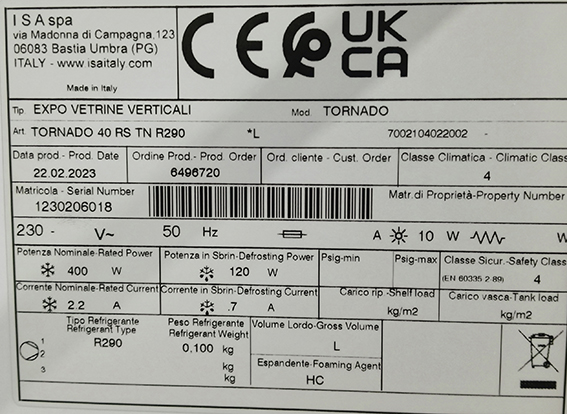 I S A spa
via Madonna di Campagna,123
06083 Bastia Umbra (PG)
ITALY - www.isaitaly.com
Made in Italy
CE
UK
CA
Tip. EXPO VETRINE VERTICALI Mod. TORNADO
Art. TORNADO 40 RS TN R290 *L 7002104022002 -
Data prod.- Prod. Date Ordine Prod.- Prod. Order Ord. cliente - Cust. Order Classe Climatica - Climatic Class
22.02.2023 6496720 4
Matricola - Serial Number Matr.di Proprietà-Property Number
1230206018
230 - V~ 50 Hz A 10 W W
Potenza Nominale-Rated Power Potenza in Sbrin-Defrosting Power Psig-min Psig-max Classe Sicur.-Safety Class
400 W 120 W (EN 60335 2-89) 4
Corrente Nominale-Rated Current Corrente in Sbrin-Defrosting Current Carico rip -Shelf load Carico vasca-Tank load
2.2 A .7 A kg/m2 kg/m2
Tipo Refrigerante Peso Refrigerante Volume Lordo-Gross Volume
Refrigerant Type Refrigerant Weight
1 R290 0,100 kg L
2 kg Espandente-Foaming Agent
3 kg HC